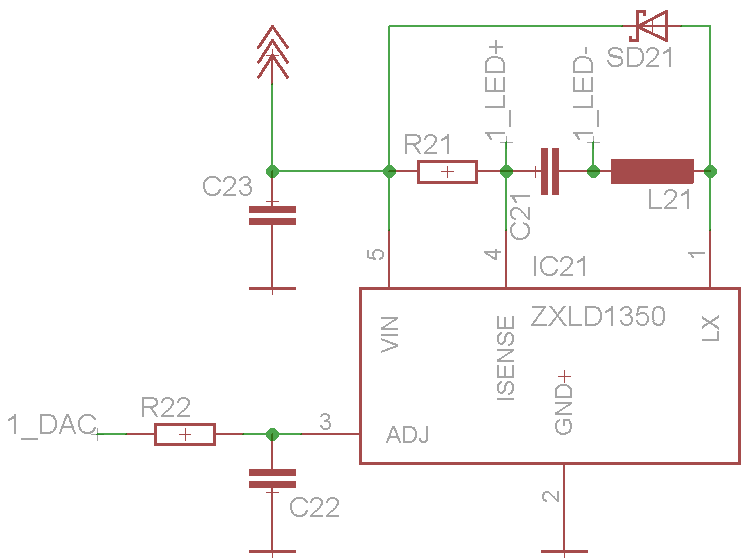 SD21
1_LED+
1_LED-
R21
C23
C21
L21
5
4
1
IC21
ZXLD1350
VIN
ISENSE
LX
GND+
R22
1_DAC
3
ADJ
2
C22